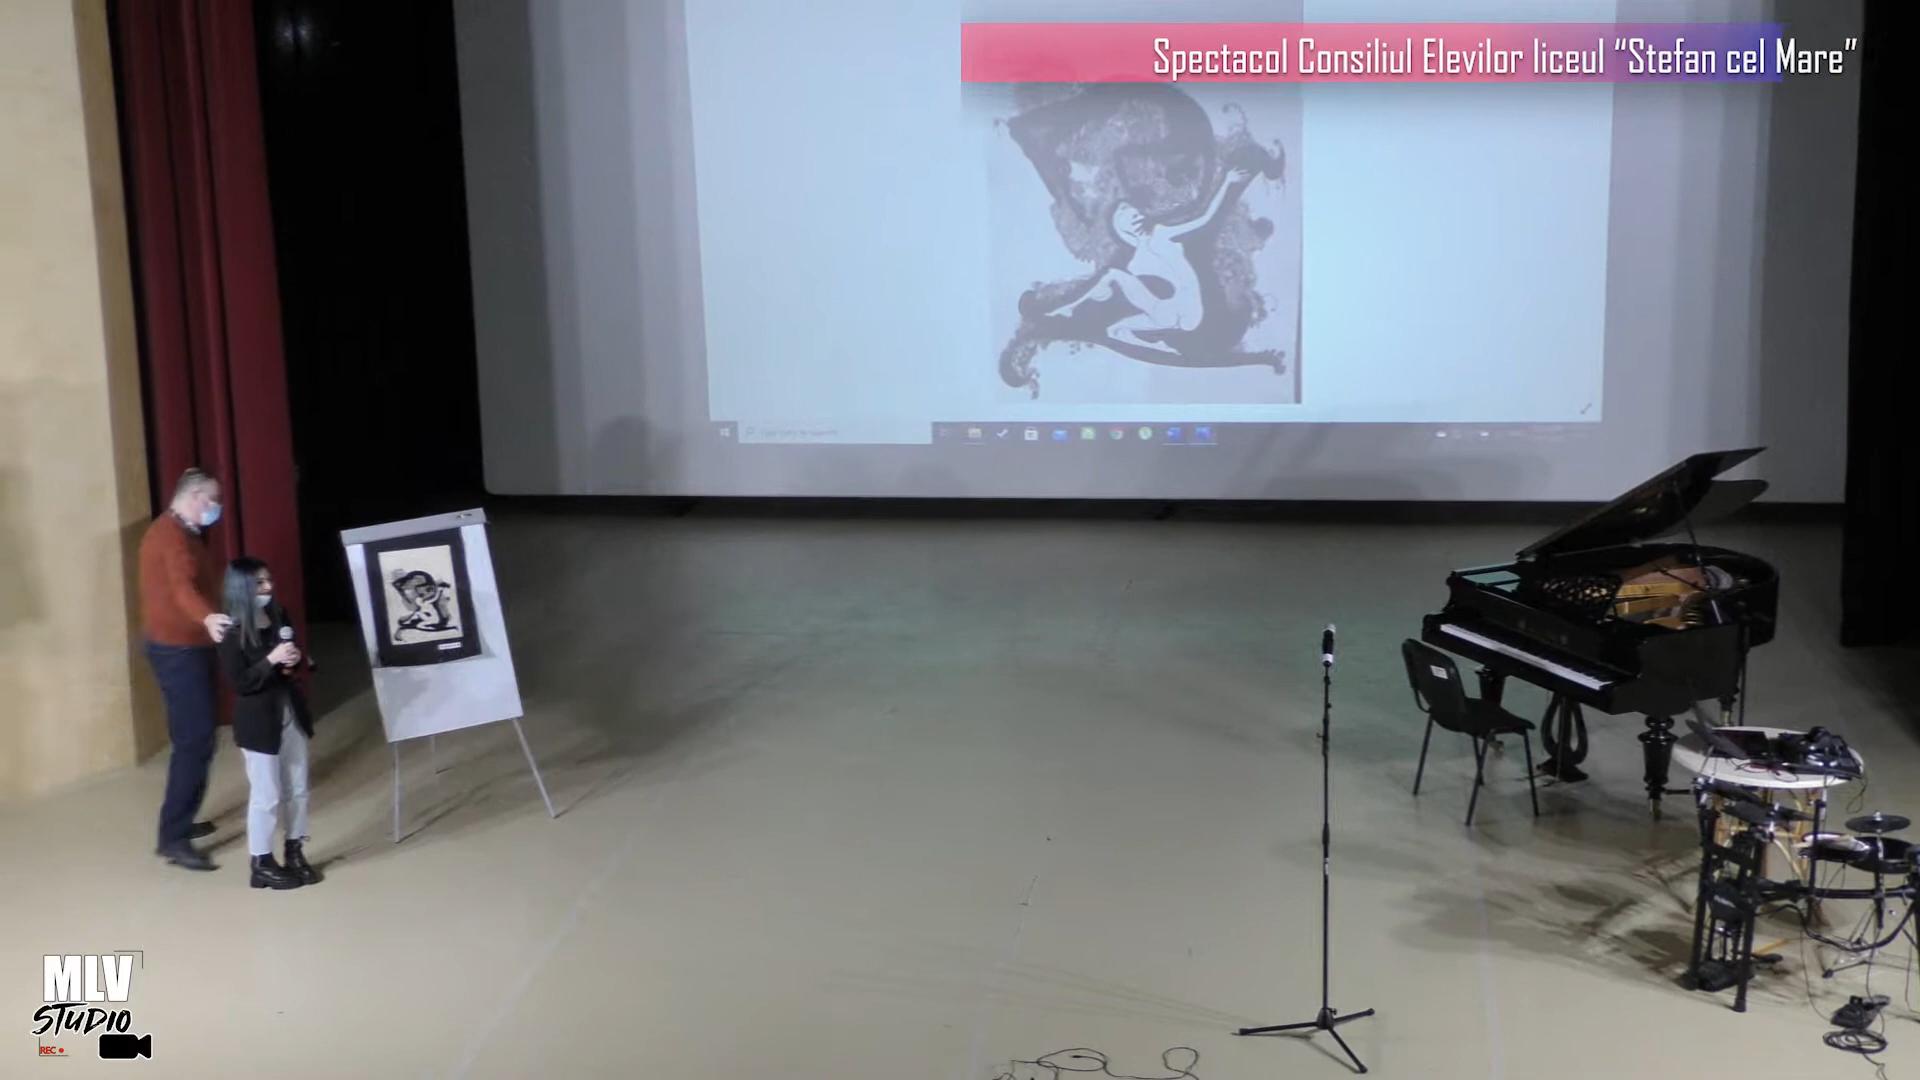 Spectacol Consiliul Elevilor liceul “Stefan cel Mare”
MLV
STUDIO
REC